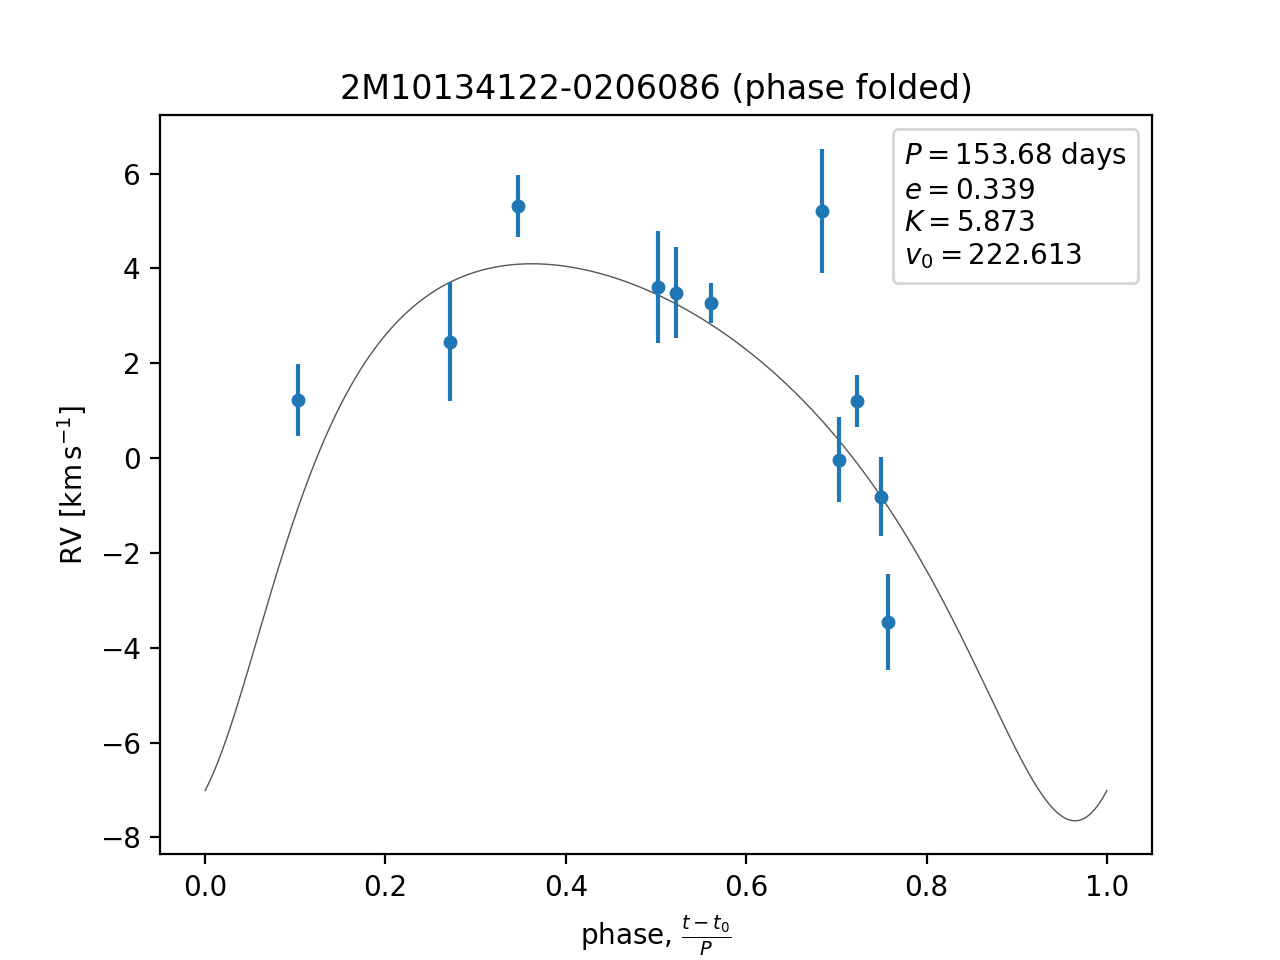 2M10134122-0206086 (phase folded)
P = 153.68 days
e = 0.339
K = 5.873
v₀ = 222.613
RV [km s⁻¹]
6
4
2
0
−2
−4
−6
−8
0.0 0.2 0.4 0.6 0.8 1.0
phase, (t − t₀)/P